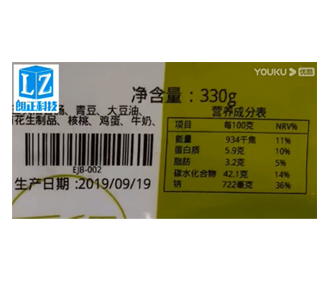 LZ
朗正科技
YOUKU 优酷
净含量：330g
汤、青豆、大豆油、
花生制品、核桃、鸡蛋、牛奶、
营养成分表
项目 每100克 NRV%
能量 934千焦 11%
蛋白质 5.9克 10%
脂肪 3.2克 5%
碳水化合物 42.1克 14%
钠 722毫克 36%
EJB-002
生产日期:2019/09/19